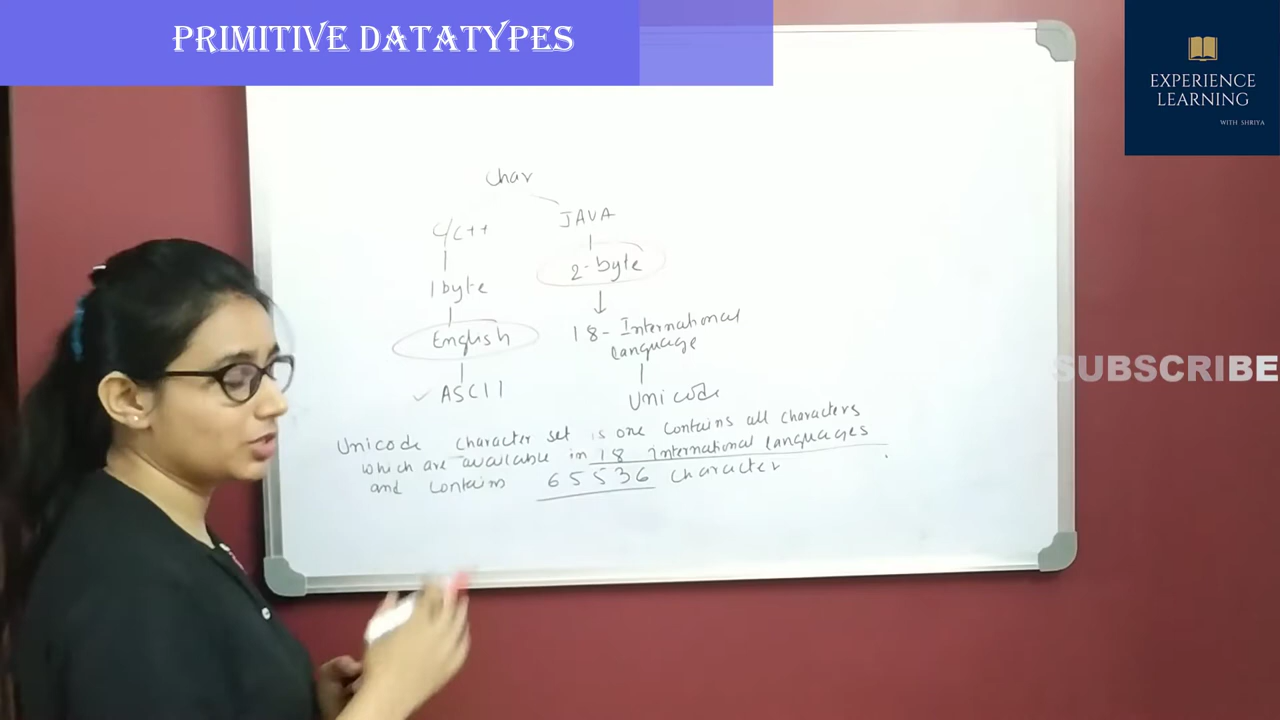 PRIMITIVE DATATYPES
EXPERIENCE
LEARNING
WITH SHRIYA
SUBSCRIBE
Char
C/C++
JAVA
1 byte
2-byte
English
18-International
language
ASCII
Unicode
Unicode character set is one contains all characters
which are available in 18 international languages
and contains 65536 character